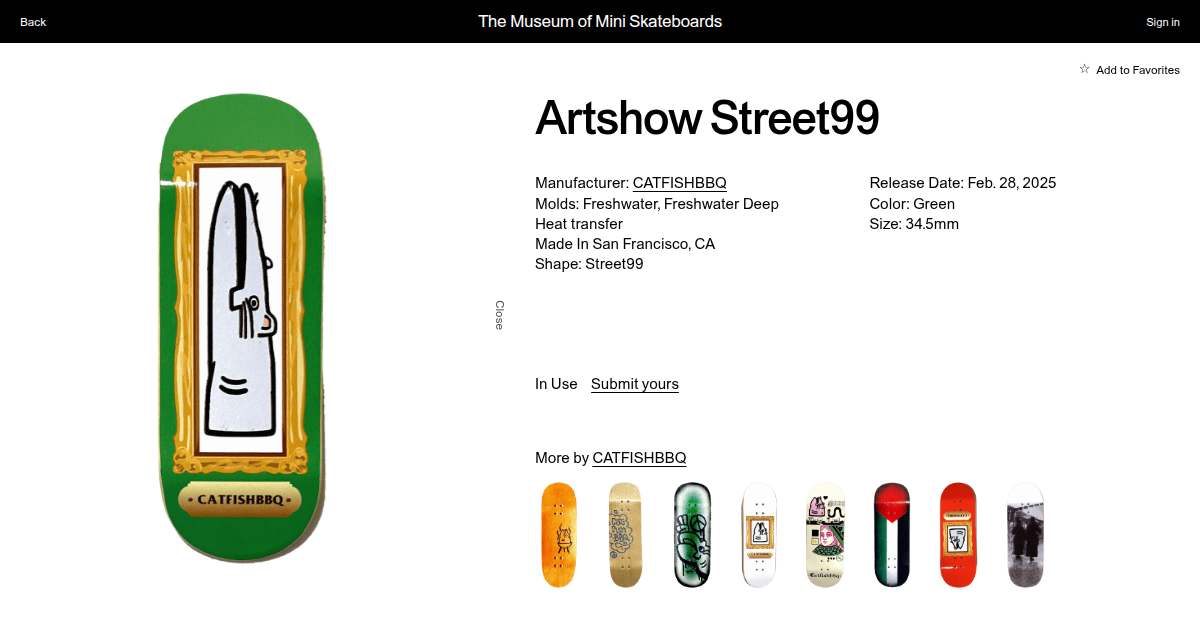 Back
The Museum of Mini Skateboards
Sign in
☆ Add to Favorites
Artshow Street99
Manufacturer: CATFISHBBQ
Molds: Freshwater, Freshwater Deep
Heat transfer
Made In San Francisco, CA
Shape: Street99
Release Date: Feb. 28, 2025
Color: Green
Size: 34.5mm
Close
• CATFISHBBQ •
In Use Submit yours
More by CATFISHBBQ